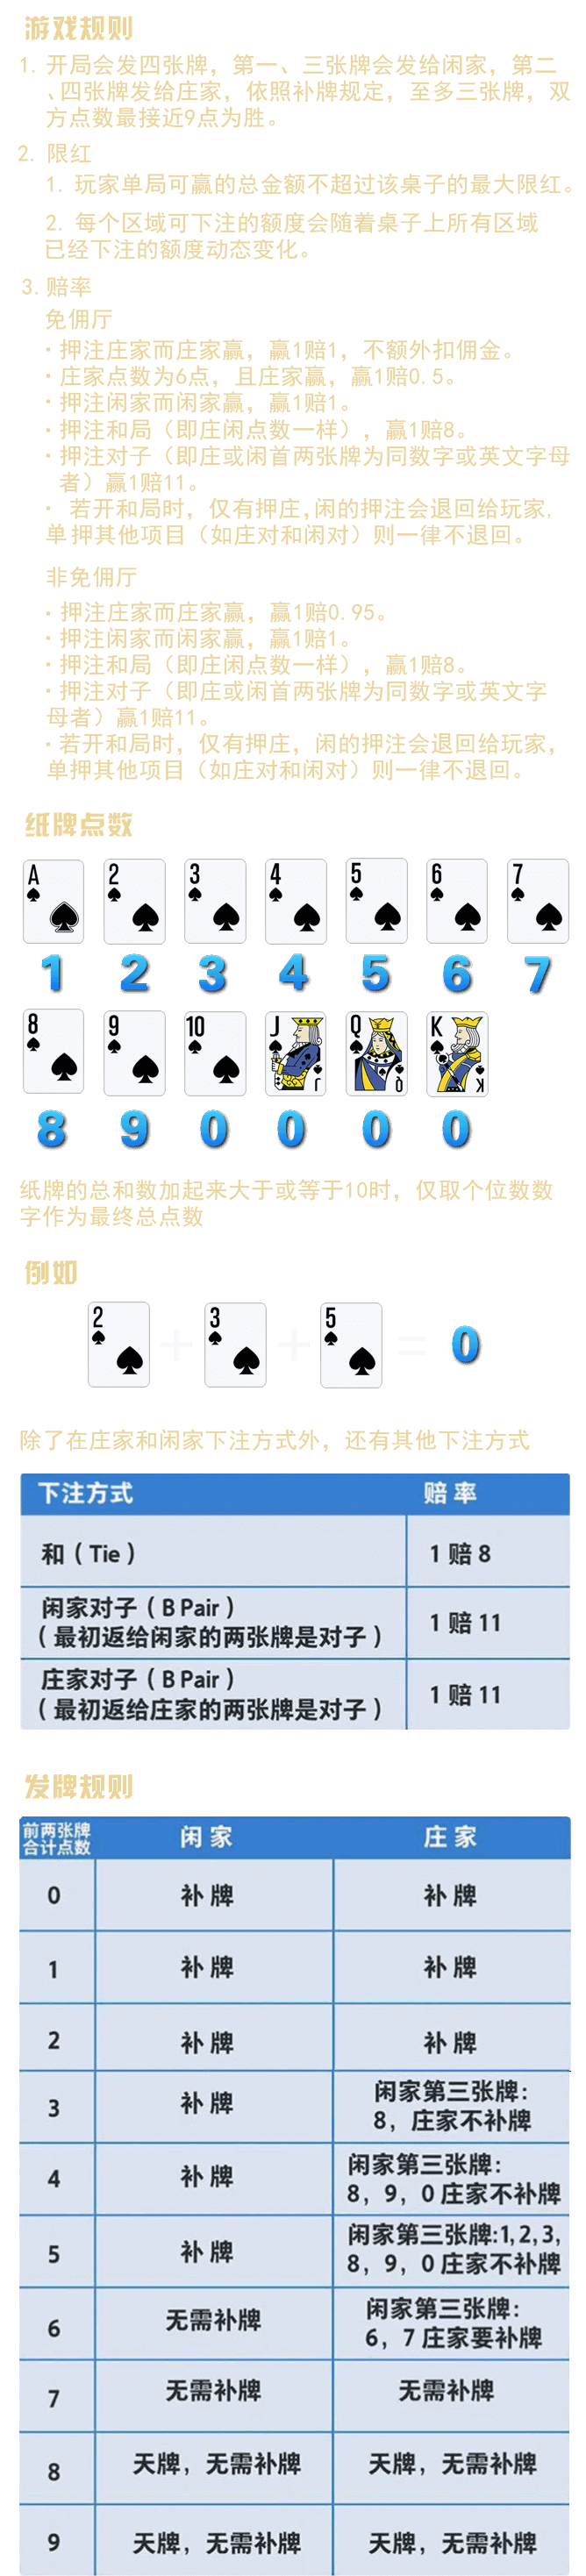 游戏规则
1. 开局会发四张牌，第一、三张牌会发给闲家，第二
、四张牌发给庄家，依照补牌规定，至多三张牌，双
方点数最接近9点为胜。
2. 限红
1. 玩家单局可赢的总金额不超过该桌子的最大限红。
2. 每个区域可下注的额度会随着桌子上所有区域
已经下注的额度动态变化。
3. 赔率
免佣厅
· 押注庄家而庄家赢，赢1赔1，不额外扣佣金。
· 庄家点数为6点，且庄家赢，赢1赔0.5。
· 押注闲家而闲家赢，赢1赔1。
· 押注和局（即庄闲点数一样），赢1赔8。
· 押注对子（即庄或闲首两张牌为同数字或英文字母
者）赢1赔11。
· 若开和局时，仅有押庄,闲的押注会退回给玩家,
单押其他项目（如庄对和闲对）则一律不退回。
非免佣厅
· 押注庄家而庄家赢，赢1赔0.95。
· 押注闲家而闲家赢，赢1赔1。
· 押注和局（即庄闲点数一样），赢1赔8。
· 押注对子（即庄或闲首两张牌为同数字或英文字
母者）赢1赔11。
· 若开和局时，仅有押庄，闲的押注会退回给玩家，
单押其他项目（如庄对和闲对）则一律不退回。
纸牌点数
A 2 3 4 5 6 7
1 2 3 4 5 6 7
8 9 10 J Q K
8 9 0 0 0 0
纸牌的总和数加起来大于或等于10时，仅取个位数数
字作为最终总点数
例如
2 + 3 + 5 = 0
除了在庄家和闲家下注方式外，还有其他下注方式
下注方式 赔率
和（Tie） 1 赔 8
闲家对子（B Pair）
（最初返给闲家的两张牌是对子） 1 赔 11
庄家对子（B Pair）
（最初返给庄家的两张牌是对子） 1 赔 11
发牌规则
前两张牌
合计点数 闲家 庄家
0 补牌 补牌
1 补牌 补牌
2 补牌 补牌
3 补牌 闲家第三张牌:
8，庄家不补牌
4 补牌 闲家第三张牌:
8，9，0 庄家不补牌
5 补牌 闲家第三张牌:1,2,3,
8，9，0 庄家不补牌
6 无需补牌 闲家第三张牌:
6，7 庄家要补牌
7 无需补牌 无需补牌
8 天牌，无需补牌 天牌，无需补牌
9 天牌，无需补牌 天牌，无需补牌